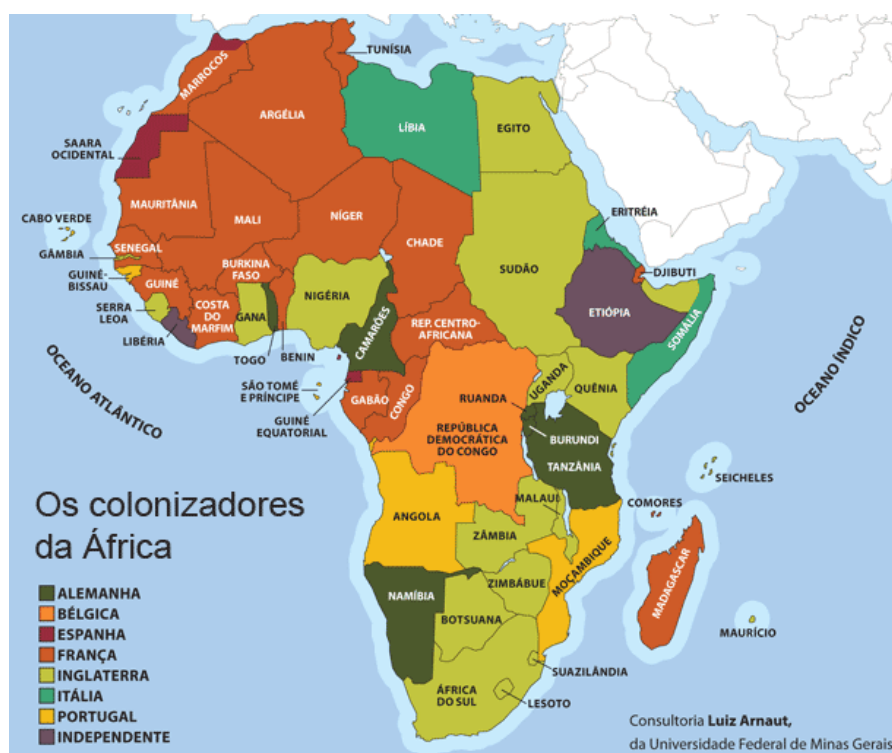 TUNÍSIA
MARROCOS
ARGÉLIA
LÍBIA
EGITO
SAARA
OCIDENTAL
MAURITÂNIA
MALI
NÍGER
CHADE
SUDÃO
ERITRÉIA
DJIBUTI
CABO VERDE
SENEGAL
GÂMBIA
GUINÉ-
BISSAU
GUINÉ
BURKINA
FASO
SERRA
LEOA
LIBÉRIA
COSTA
DO
MARFIM
GANA
TOGO
BENIN
NIGÉRIA
CAMARÕES
REP. CENTRO-
AFRICANA
ETIÓPIA
SOMÁLIA
OCEANO ATLÂNTICO
OCEANO ÍNDICO
SÃO TOMÉ
E PRÍNCIPE
GUINÉ
EQUATORIAL
GABÃO
CONGO
RUANDA
REPÚBLICA
DEMOCRÁTICA
DO CONGO
UGANDA
QUÊNIA
BURUNDI
TANZÂNIA
SEICHELES
COMORES
ANGOLA
ZÂMBIA
MALAUI
MOÇAMBIQUE
ZIMBÁBUE
MADAGASCAR
MAURÍCIO
NAMÍBIA
BOTSUANA
SUAZILÂNDIA
ÁFRICA
DO SUL
LESOTO
Os colonizadores
da África
ALEMANHA
BÉLGICA
ESPANHA
FRANÇA
INGLATERRA
ITÁLIA
PORTUGAL
INDEPENDENTE
Consultoria Luiz Arnaut,
da Universidade Federal de Minas Gerais